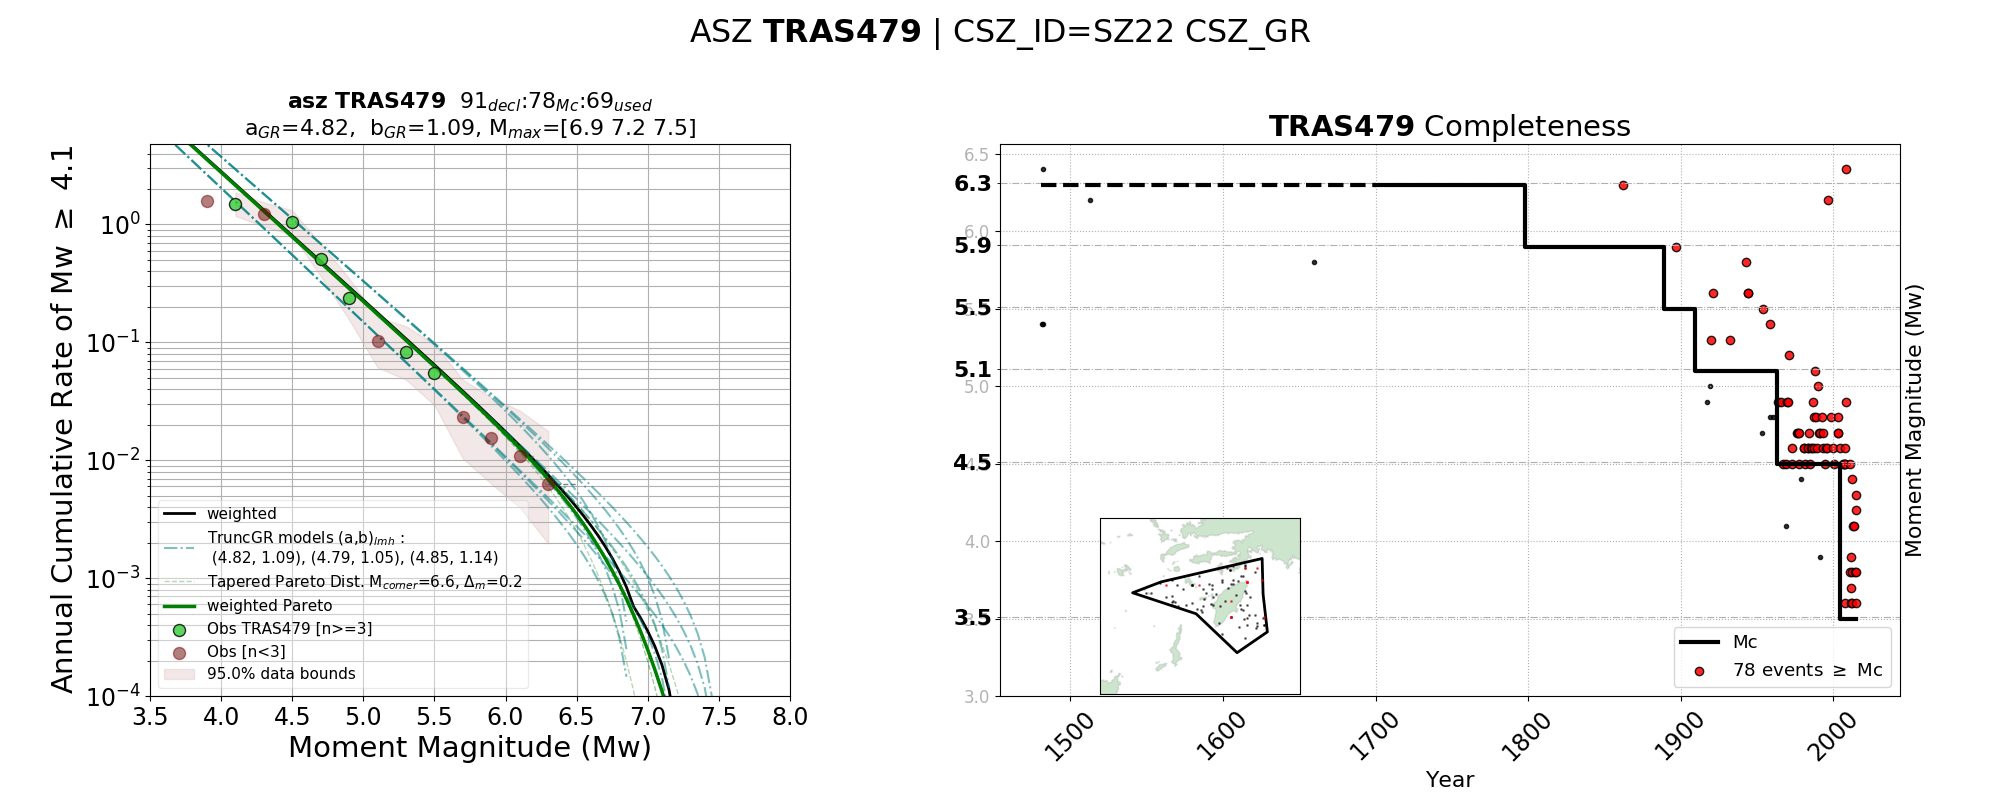 ASZ TRAS479 | CSZ_ID=SZ22 CSZ_GR
asz TRAS479 91decl:78Mc:69used
aGR=4.82, bGR=1.09, Mmax=[6.9 7.2 7.5]
Annual Cumulative Rate of Mw ≥ 4.1
10^0
10^-1
10^-2
10^-3
10^-4
weighted
TruncGR models (a,b)lmh :
(4.82, 1.09), (4.79, 1.05), (4.85, 1.14)
Tapered Pareto Dist. Mcorner=6.6, Δm=0.2
weighted Pareto
Obs TRAS479 [n>=3]
Obs [n<3]
95.0% data bounds
3.5 4.0 4.5 5.0 5.5 6.0 6.5 7.0 7.5 8.0
Moment Magnitude (Mw)
TRAS479 Completeness
6.5
6.3
6.0
5.9
5.5
5.1
5.0
4.5
4.0
3.5
3.0
Moment Magnitude (Mw)
Mc
78 events ≥ Mc
1500 1600 1700 1800 1900 2000
Year